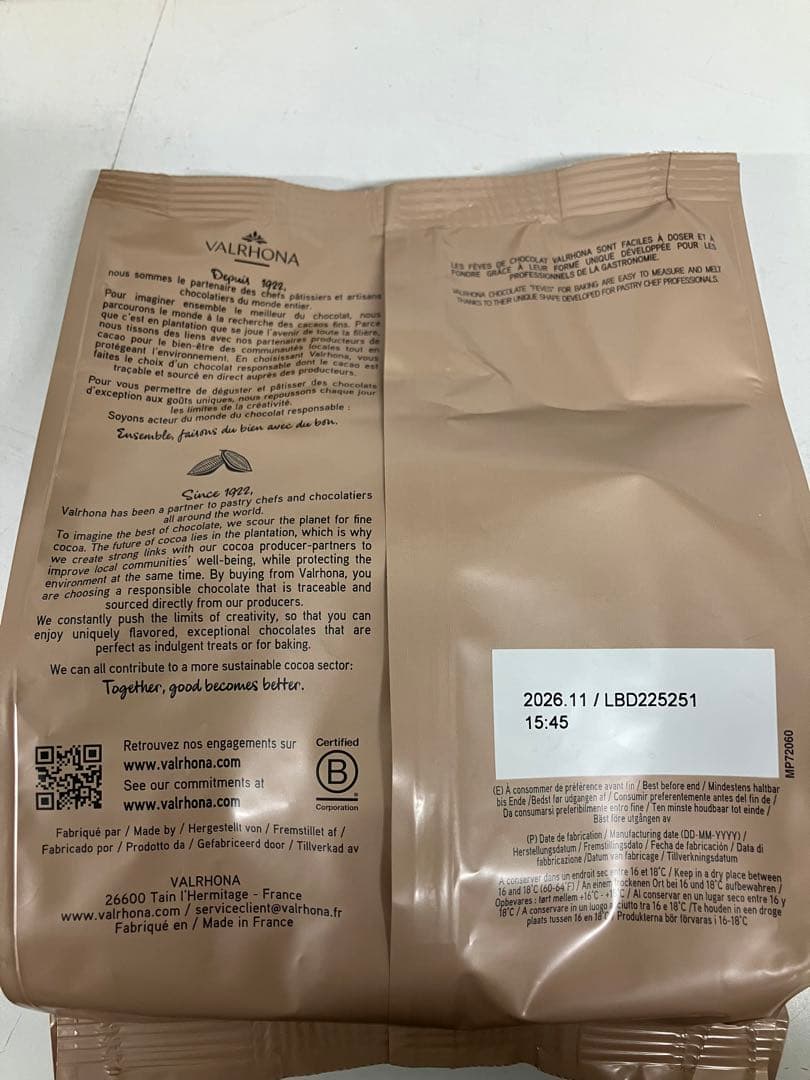 VALRHONA
Depuis 1922,
nous sommes le partenaire des chefs pâtissiers et artisans
chocolatiers du monde entier.
Pour imaginer ensemble le meilleur du chocolat, nous
parcourons le monde à la recherche des cacaos fins. Parce
que c'est en plantation que se joue l'avenir de toute la filière,
nous tissons des liens avec nos partenaires producteurs de
cacao pour le bien-être des communautés locales tout en
protégeant l'environnement. En choisissant Valrhona, vous
faites le choix d'un chocolat responsable dont le cacao est
traçable et sourcé en direct auprès des producteurs.
Pour vous permettre de déguster et pâtisser des chocolats
d'exception aux goûts uniques, nous repoussons chaque jour
les limites de la créativité.
Soyons acteur du monde du chocolat responsable :
Ensemble, faisons du bien avec du bon.
Since 1922,
Valrhona has been a partner to pastry chefs and chocolatiers
all around the world.
To imagine the best of chocolate, we scour the planet for fine
cocoa. The future of cocoa lies in the plantation, which is why
we create strong links with our cocoa producer-partners to
improve local communities' well-being, while protecting the
environment at the same time. By buying from Valrhona, you
are choosing a responsible chocolate that is traceable and
sourced directly from our producers.
We constantly push the limits of creativity, so that you can
enjoy uniquely flavored, exceptional chocolates that are
perfect as indulgent treats or for baking.
We can all contribute to a more sustainable cocoa sector:
Together, good becomes better.
Retrouvez nos engagements sur
www.valrhona.com
See our commitments at
www.valrhona.com
Certified
B
Corporation
Fabriqué par / Made by / Hergestellt von / Fremstillet af /
Fabricado por / Prodotto da / Gefabriceerd door / Tillverkad av
VALRHONA
26600 Tain l'Hermitage - France
www.valrhona.com / serviceclient@valrhona.fr
Fabriqué en / Made in France
LES FÈVES DE CHOCOLAT VALRHONA SONT FACILES À DOSER ET À
FONDRE GRÂCE À LEUR FORME UNIQUE DÉVELOPPÉE POUR LES
PROFESSIONNELS DE LA GASTRONOMIE.
VALRHONA CHOCOLATE "FEVES" FOR BAKING ARE EASY TO MEASURE AND MELT
THANKS TO THEIR UNIQUE SHAPE DEVELOPED FOR PASTRY CHEF PROFESSIONALS.
2026.11 / LBD225251
15:45
MP72060
(E) À consommer de préférence avant fin / Best before end / Mindestens haltbar
bis Ende / Bedst før udgangen af / Consumir preferentemente antes del fin de /
Da consumarsi preferibilmente entro fine / Ten minste houdbaar tot einde /
Bäst före utgången av
(P) Date de fabrication / Manufacturing date (DD-MM-YYYY) /
Herstellungsdatum / Fremstillingsdato / Fecha de fabricación / Data di
fabbricazione / Datum van fabricage / Tillverkningsdatum
A conserver dans un endroit sec entre 16 et 18°C / Keep in a dry place between
16 and 18°C (60-64°F) / An einem trockenen Ort bei 16 und 18°C aufbewahren /
Opbevares : tørt mellem +16°C - +18°C / Al conservar en un lugar seco entre 16 y
18°C / A conservare in un luogo asciutto tra 16 e 18°C / Te houden in een droge
plaats tussen 16 en 18°C / Produkterna bör förvaras i 16-18°C